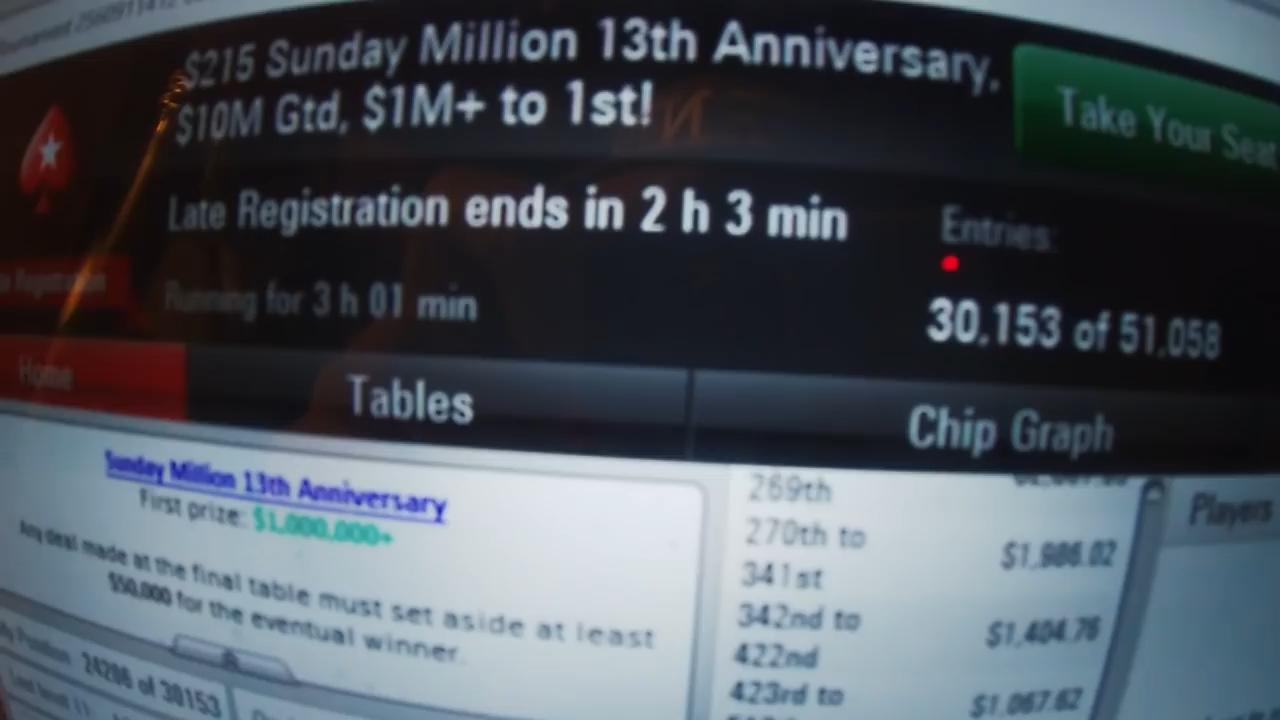 $215 Sunday Million 13th Anniversary,
$10M Gtd, $1M+ to 1st!
Take Your Seat
Late Registration ends in 2 h 3 min
Entries:
Running for 3 h 01 min
30,153 of 51,058
Home
Tables
Chip Graph
Sunday Million 13th Anniversary
First prize: $1,000,000+
Any deal made at the final table must set aside at least
$50,000 for the eventual winner.
269th
270th to
341st
$1,986.02
342nd to
422nd
$1,404.76
423rd to
$1,067.62
Players
24208 of 30153